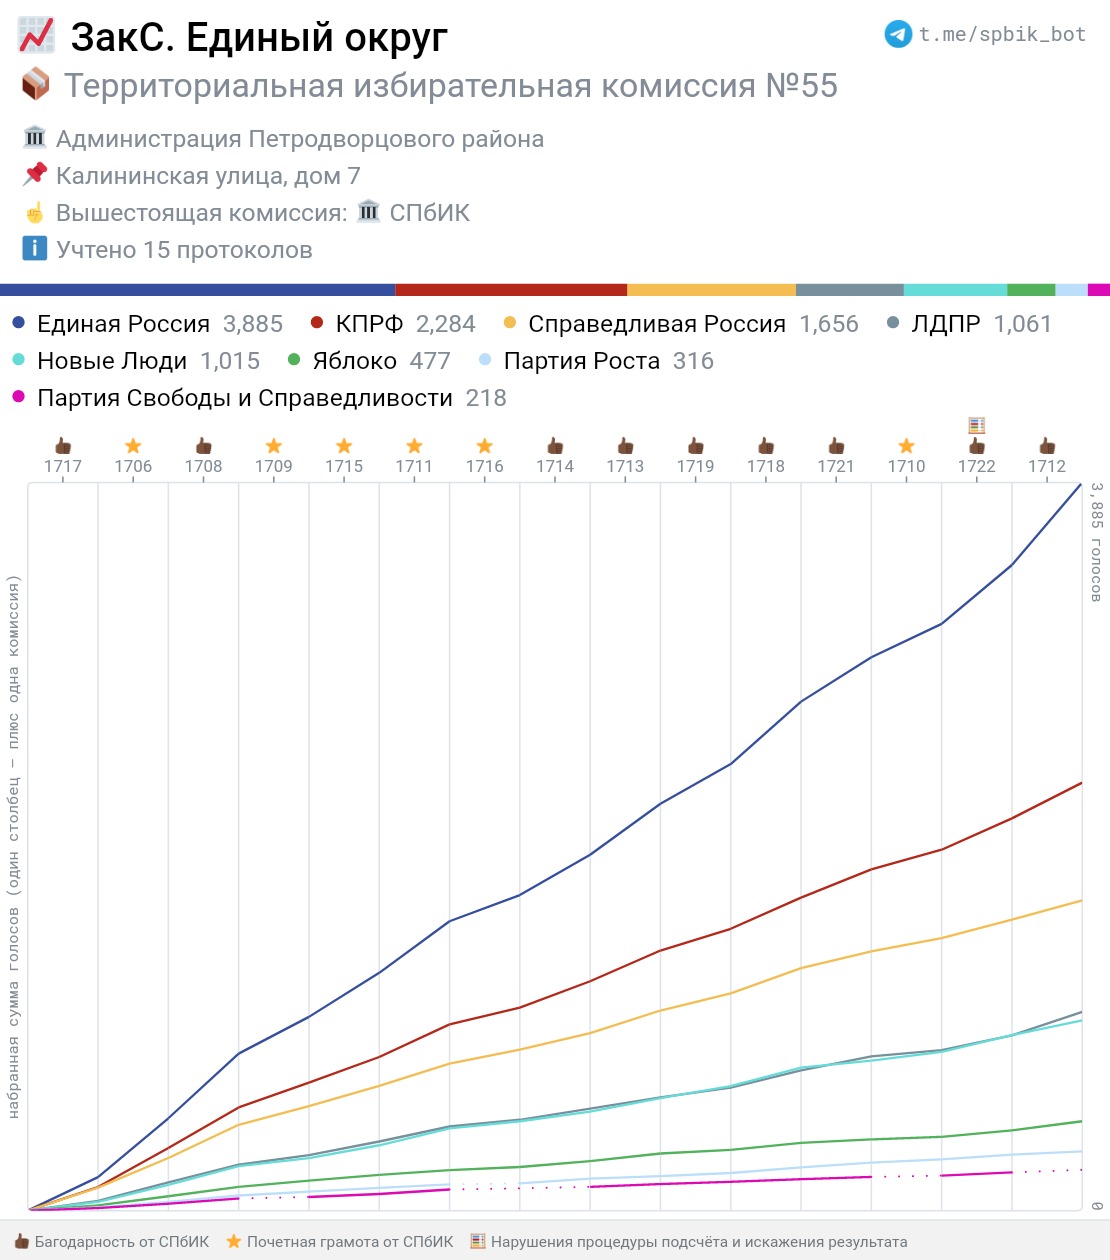 ЗакС. Единый округ
t.me/spbik_bot
Территориальная избирательная комиссия №55
Администрация Петродворцового района
Калининская улица, дом 7
Вышестоящая комиссия: СПбИК
Учтено 15 протоколов
Единая Россия 3,885 КПРФ 2,284 Справедливая Россия 1,656 ЛДПР 1,061
Новые Люди 1,015 Яблоко 477 Партия Роста 316
Партия Свободы и Справедливости 218
1717 1706 1708 1709 1715 1711 1716 1714 1713 1719 1718 1721 1710 1722 1712
набранная сумма голосов (один столбец – плюс одна комиссия)
3,885 голосов
0
Багодарность от СПбИК Почетная грамота от СПбИК Нарушения процедуры подсчёта и искажения результата